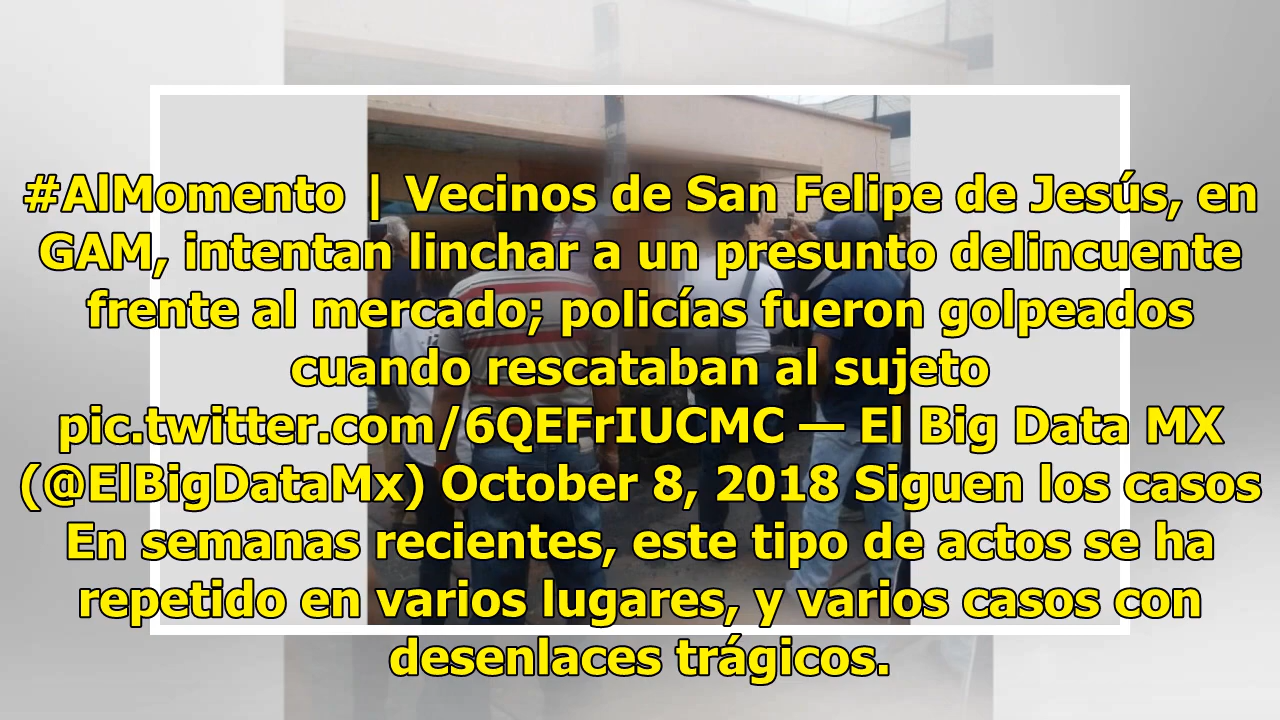 #AlMomento | Vecinos de San Felipe de Jesús, en
GAM, intentan linchar a un presunto delincuente
frente al mercado; policías fueron golpeados
cuando rescataban al sujeto
pic.twitter.com/6QEFrIUCMC — El Big Data MX
(@ElBigDataMx) October 8, 2018 Siguen los casos
En semanas recientes, este tipo de actos se ha
repetido en varios lugares, y varios casos con
desenlaces trágicos.